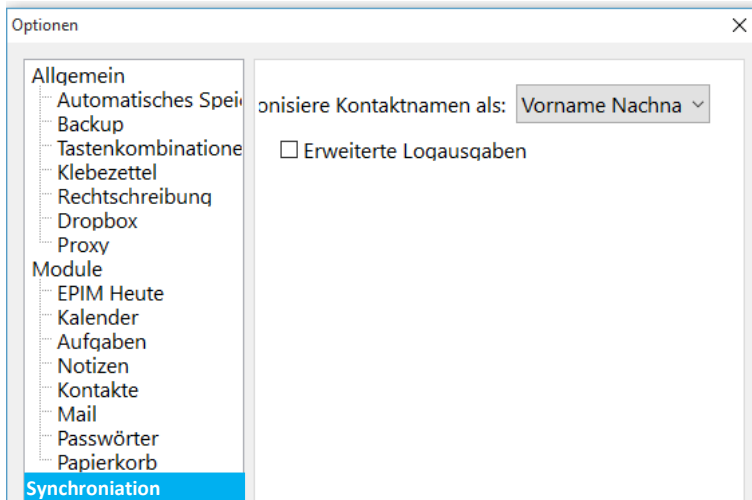 Optionen
Allgemein
Automatisches Spei
Backup
Tastenkombinatione
Klebezettel
Rechtschreibung
Dropbox
Proxy
Module
EPIM Heute
Kalender
Aufgaben
Notizen
Kontakte
Mail
Passwörter
Papierkorb
Synchroniation
onisiere Kontaktnamen als: Vorname Nachna
Erweiterte Logausgaben